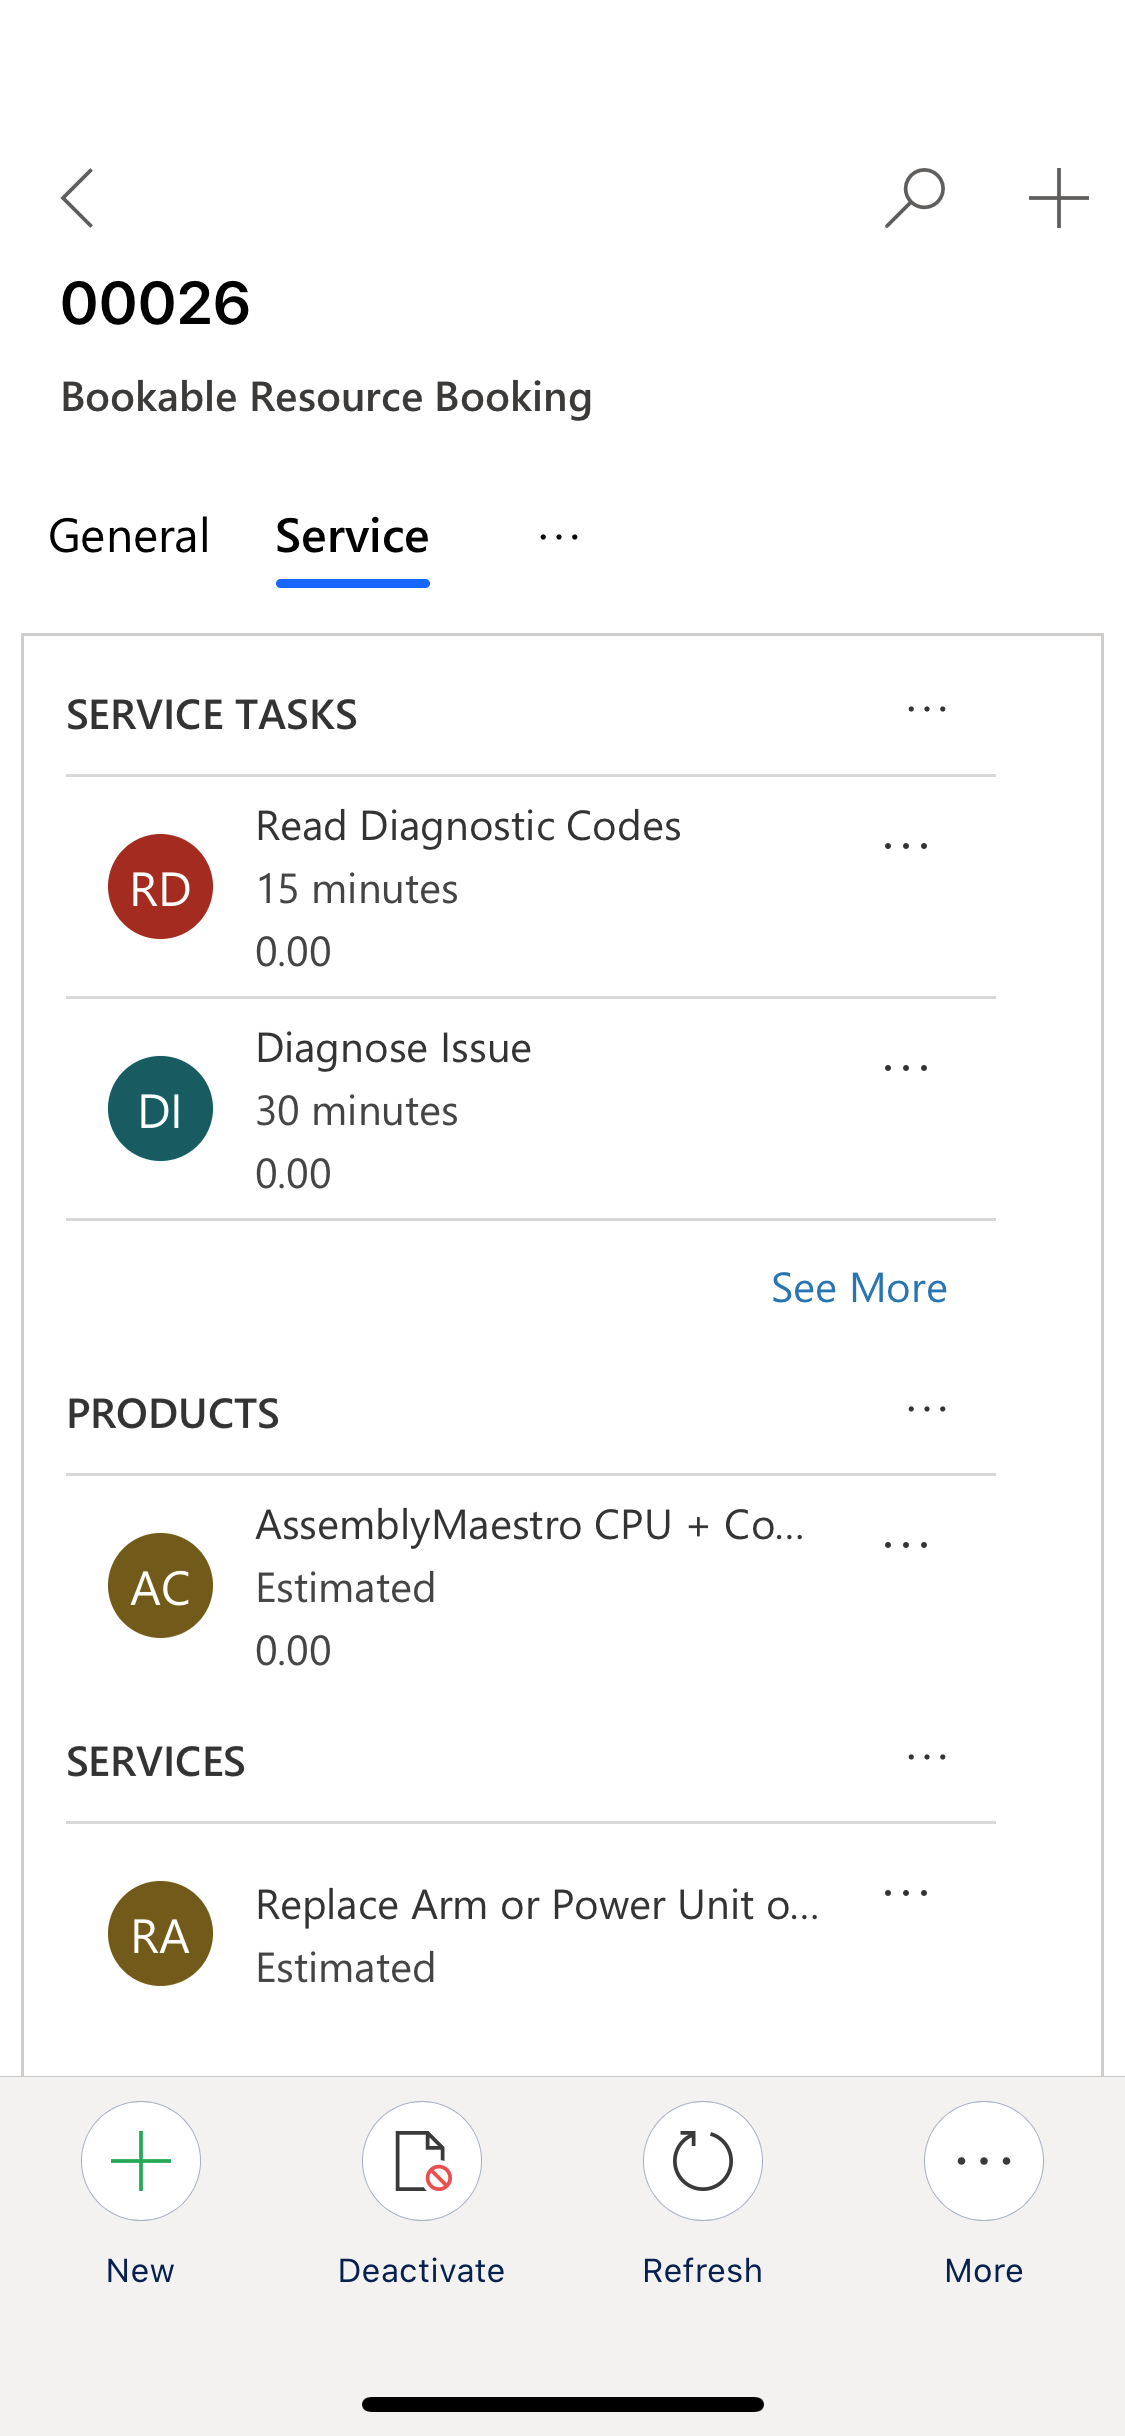 00026
Bookable Resource Booking
General Service ...
SERVICE TASKS ...
RD
Read Diagnostic Codes ...
15 minutes
0.00
DI
Diagnose Issue ...
30 minutes
0.00
See More
PRODUCTS ...
AC
AssemblyMaestro CPU + Co... ...
Estimated
0.00
SERVICES ...
RA
Replace Arm or Power Unit o... ...
Estimated
New Deactivate Refresh More